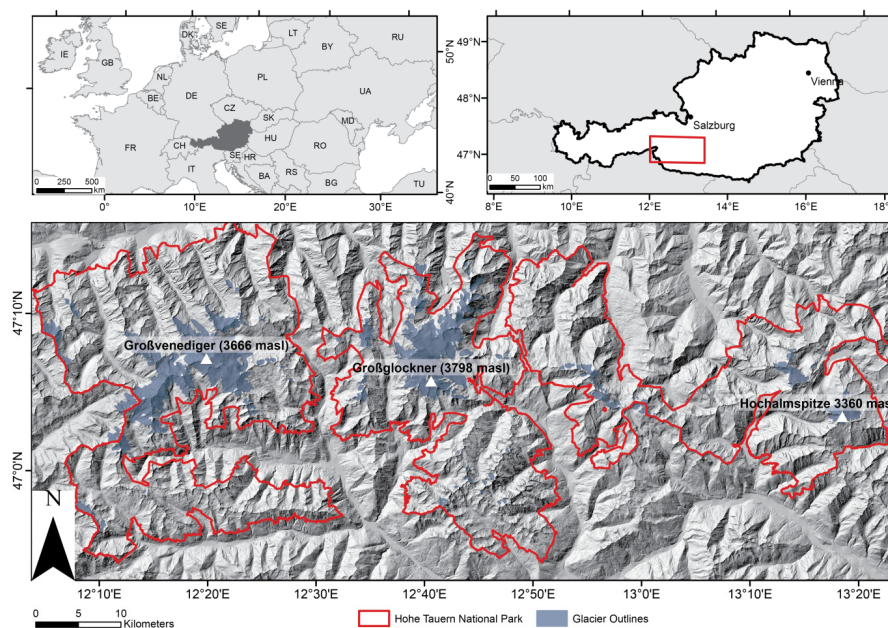 IE
GB
DK
SE
LT
RU
BY
NL
BE
DE
PL
UA
CZ
SK
MD
FR
CH
HU
RO
SE
HR
IT
BA
RS
BG
TU
50°N
40°N
0 250 500
km
0°
10°E
20°E
30°E
49°N
48°N
47°N
Vienna
Salzburg
0 50 100
km
8°E
10°E
12°E
14°E
16°E
18°E
47°10'N
47°0'N
Großvenediger (3666 masl)
Großglockner (3798 masl)
Hochalmspitze 3360 mas
N
12°10'E
12°20'E
12°30'E
12°40'E
12°50'E
13°0'E
13°10'E
13°20'E
0 5 10
Kilometers
Hohe Tauern National Park
Glacier Outlines